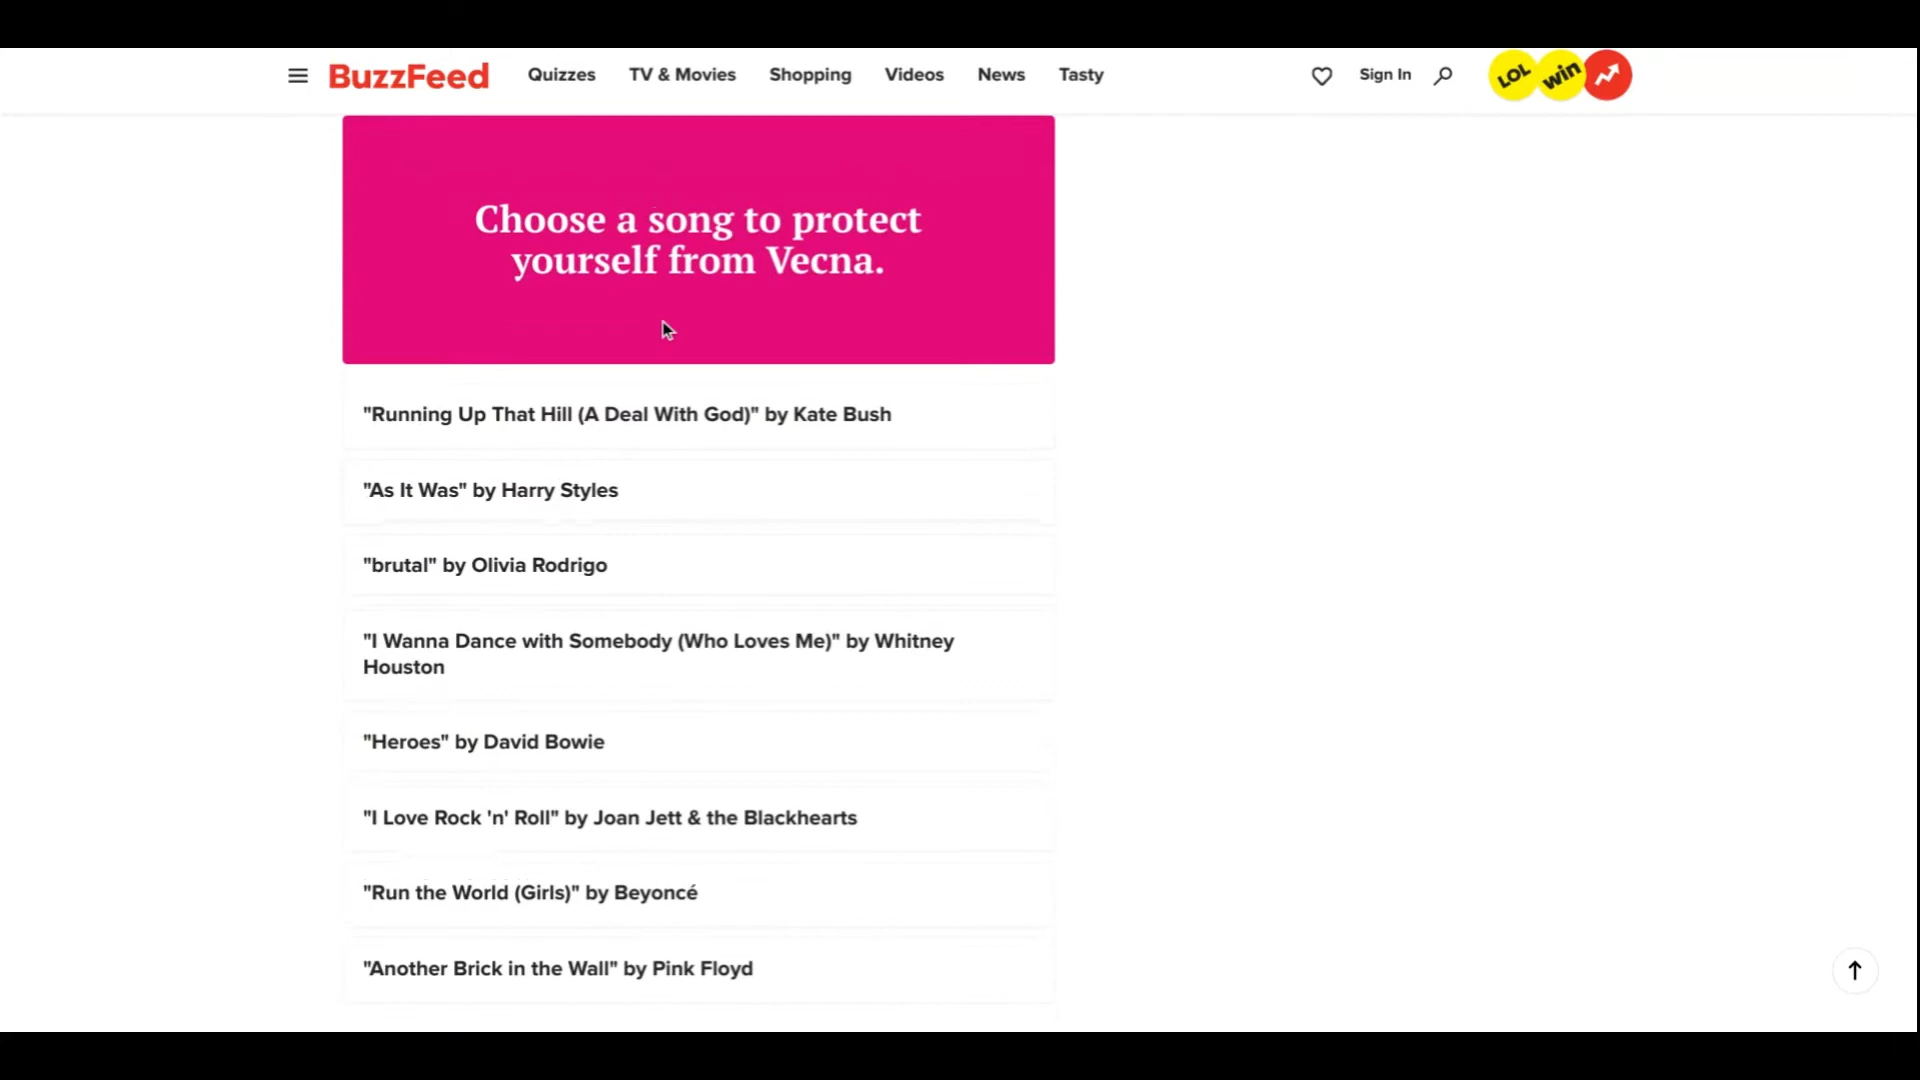 BuzzFeed Quizzes TV & Movies Shopping Videos News Tasty Sign In LOL win
Choose a song to protect
yourself from Vecna.
"Running Up That Hill (A Deal With God)" by Kate Bush
"As It Was" by Harry Styles
"brutal" by Olivia Rodrigo
"I Wanna Dance with Somebody (Who Loves Me)" by Whitney
Houston
"Heroes" by David Bowie
"I Love Rock 'n' Roll" by Joan Jett & the Blackhearts
"Run the World (Girls)" by Beyoncé
"Another Brick in the Wall" by Pink Floyd